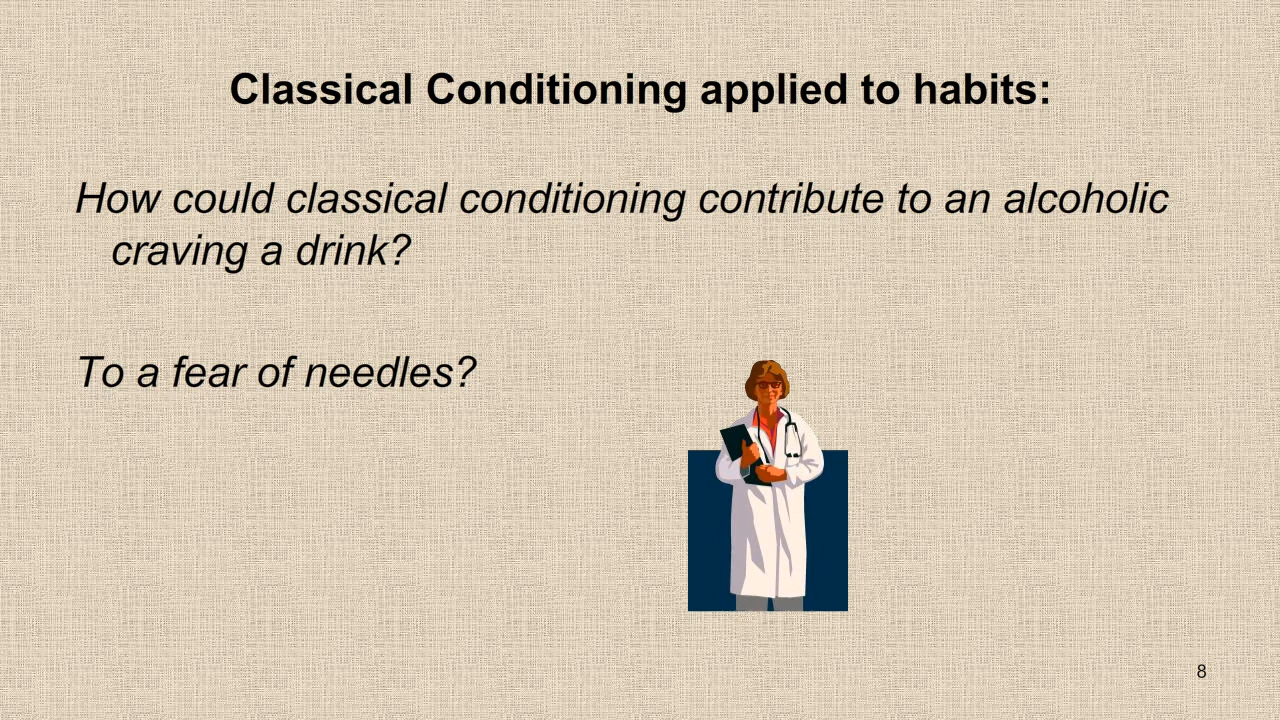 Classical Conditioning applied to habits:
How could classical conditioning contribute to an alcoholic
craving a drink?
To a fear of needles?
8